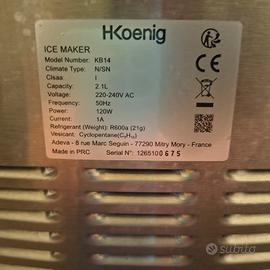 H.Koenig
ICE MAKER
Model Number: KB14
Climate Type: N/SN
Clsaa: I
Capacity: 2.1L
Voltage: 220-240V AC
Frequency: 50Hz
Power: 120W
Current: 1A
Refrigerant (Weight): R600a (21g)
Vesicant: Cyclopentane(C₅H₁₀)
Adeva - 8 rue Marc Seguin - 77290 Mitry Mory - France
Made in PRC Serial N°: 1265100675
subito